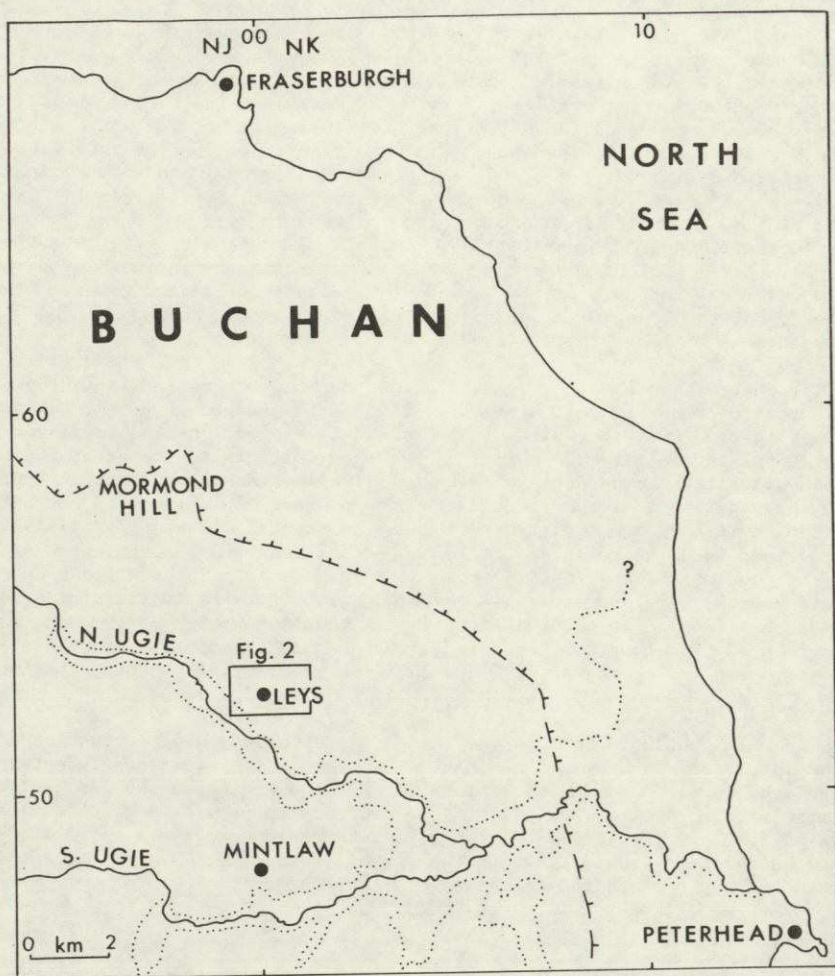 NJ 00 NK
10
FRASERBURGH
NORTH
SEA
BUCHAN
60
MORMOND
HILL
?
N. UGIE
Fig. 2
LEYS
50
S. UGIE
MINTLAW
0 km 2
PETERHEAD